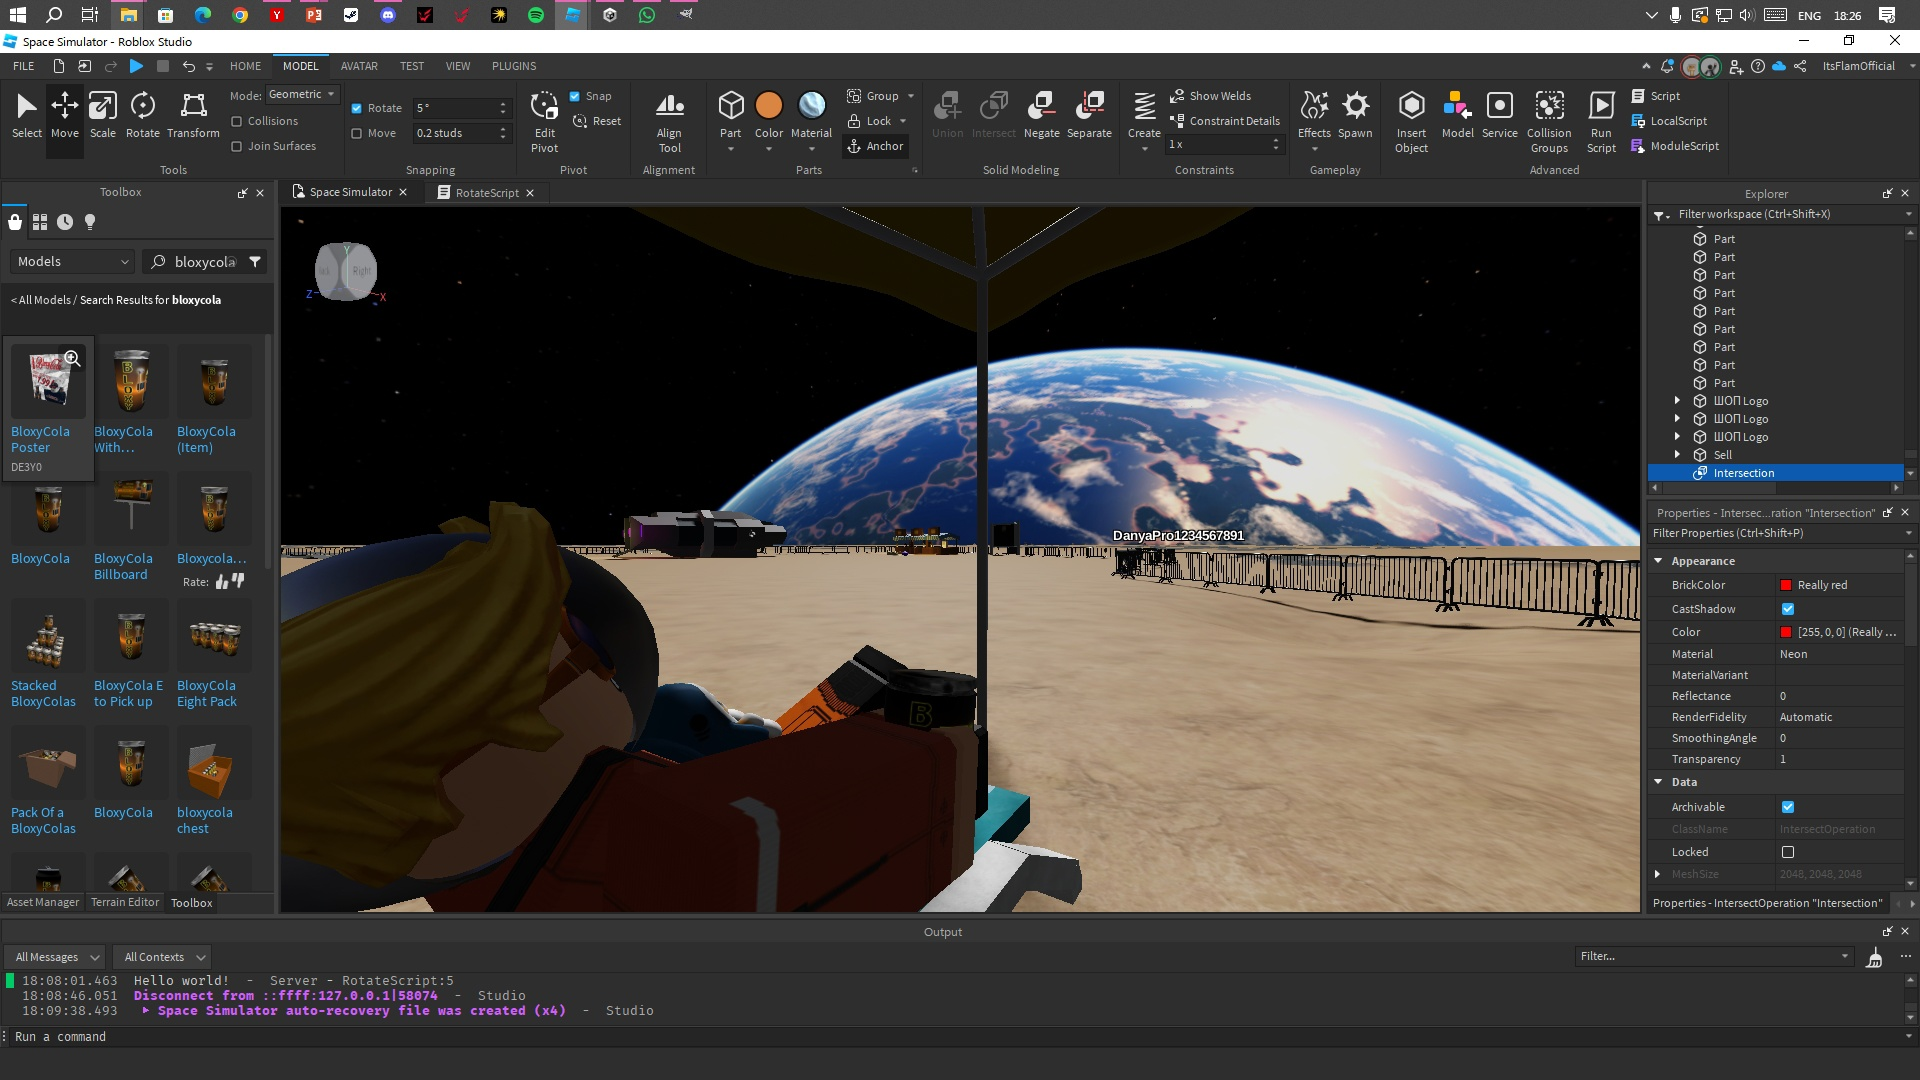 ENG 18:26
Space Simulator - Roblox Studio
FILE HOME MODEL AVATAR TEST VIEW PLUGINS ItsFlamOfficial
Select Move Scale Rotate Transform
Mode: Geometric
Collisions
Join Surfaces
Tools
Rotate 5°
Move 0.2 studs
Snapping
Edit Pivot
Snap
Reset
Pivot
Align Tool
Alignment
Part Color Material
Group
Lock
Anchor
Parts
Union Intersect Negate Separate
Solid Modeling
Create
Show Welds
Constraint Details
1 x
Constraints
Effects Spawn
Gameplay
Insert Object
Model Service
Collision Groups
Run Script
Script
LocalScript
ModuleScript
Advanced
Toolbox
Models bloxycola
< All Models / Search Results for bloxycola
BloxyCola Poster
DE3Y0
BloxyCola With...
BloxyCola (Item)
BloxyCola
BloxyCola Billboard
Bloxycola...
Rate:
Stacked BloxyColas
BloxyCola E to Pick up
BloxyCola Eight Pack
Pack Of a BloxyColas
BloxyCola
bloxycola chest
Asset Manager Terrain Editor Toolbox
Space Simulator RotateScript
Y
Right
Z X
DanyaPro1234567891
B
Explorer
Filter workspace (Ctrl+Shift+X)
Part
Part
Part
Part
Part
Part
Part
Part
Part
ШОП Logo
ШОП Logo
ШОП Logo
Sell
Intersection
Properties - Intersec...ration "Intersection"
Filter Properties (Ctrl+Shift+P)
Appearance
BrickColor Really red
CastShadow
Color [255, 0, 0] (Really ...
Material Neon
MaterialVariant
Reflectance 0
RenderFidelity Automatic
SmoothingAngle 0
Transparency 1
Data
Archivable
ClassName IntersectOperation
Locked
MeshSize 2048, 2048, 2048
Properties - IntersectOperation "Intersection"
Output
All Messages All Contexts Filter...
18:08:01.463 Hello world! - Server - RotateScript:5
18:08:46.051 Disconnect from ::ffff:127.0.0.1|58074 - Studio
18:09:38.493 Space Simulator auto-recovery file was created (x4) - Studio
Run a command